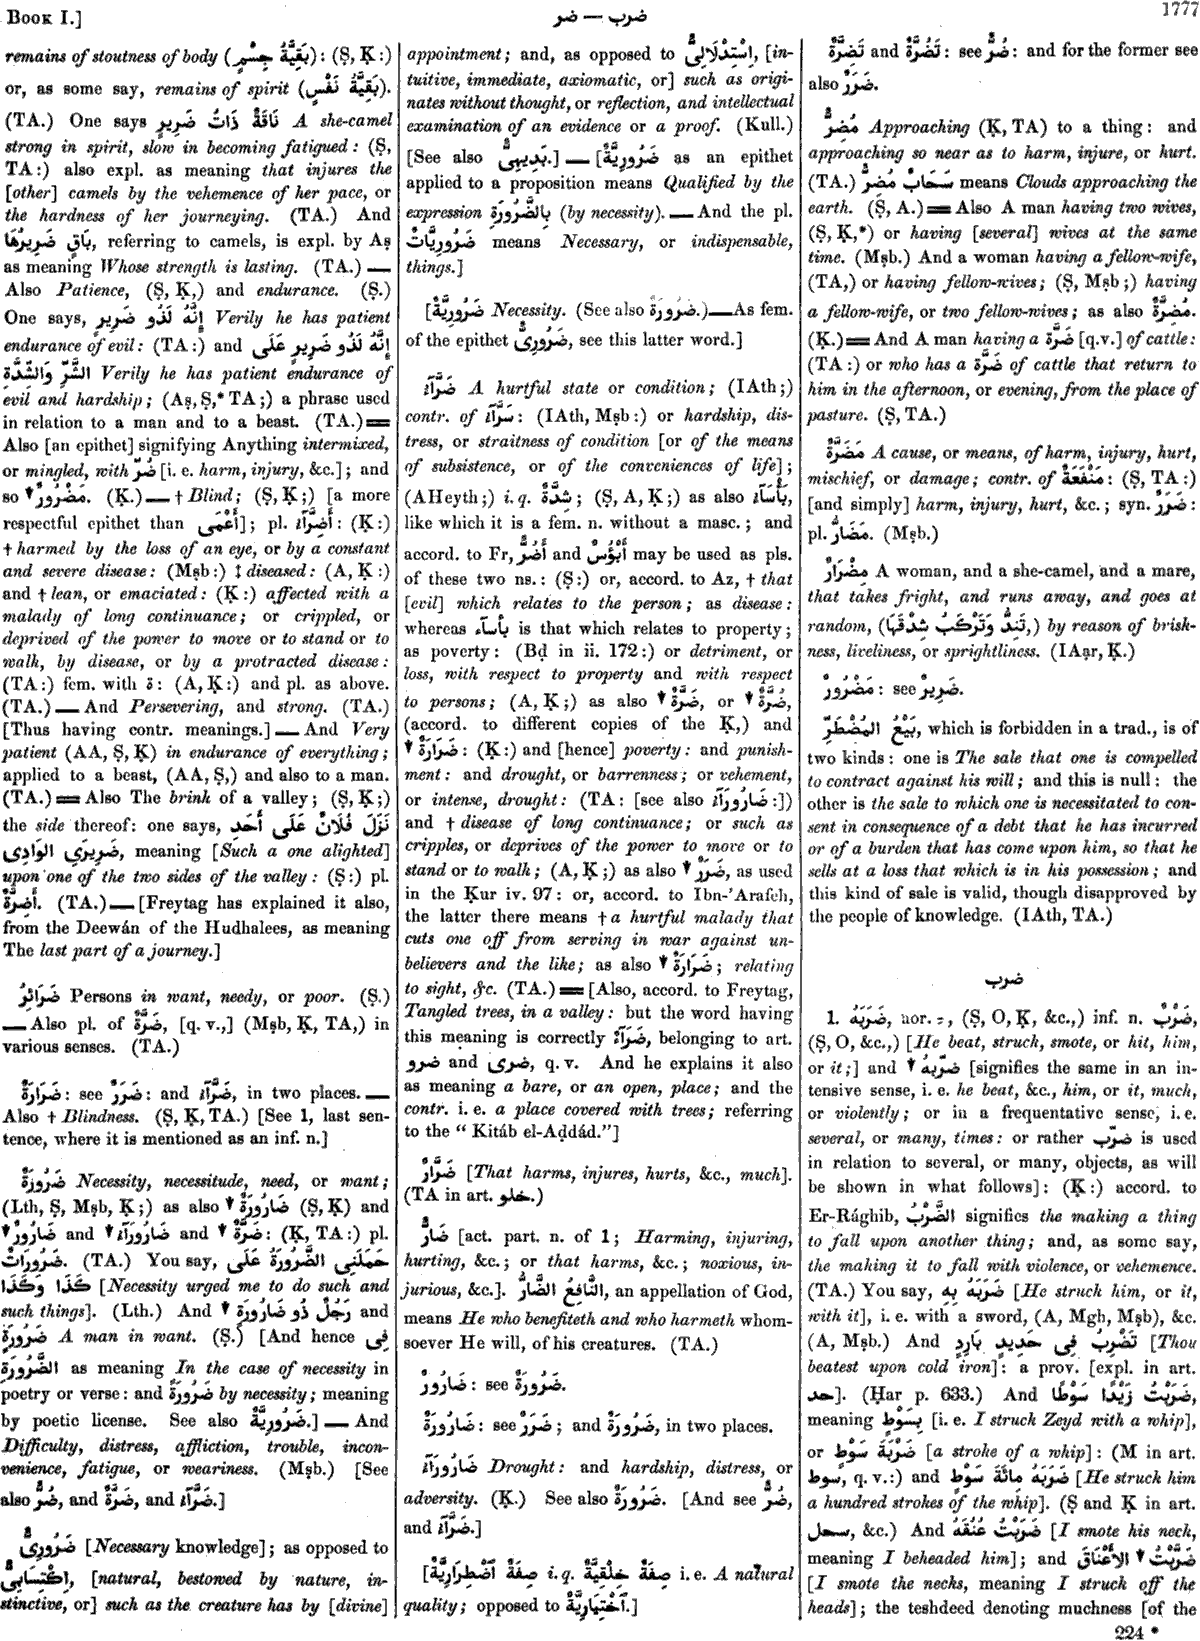 BOOK I.]
ضرب — ضر
1777
remains of stoutness of body (بَقِيَّةُ جِسْمٍ): (Ṣ, Ḳ:)
or, as some say, remains of spirit (بَقِيَّةُ نَفْسٍ).
(TA.) One says نَاقَةٌ ذَاتُ ضَرِيرٍ A she-camel
strong in spirit, slow in becoming fatigued: (Ṣ,
TA:) also expl. as meaning that injures the
[other] camels by the vehemence of her pace, or
the hardness of her journeying. (TA.) And
بَاقٍ ضَرِيرُهَا, referring to camels, is expl. by Aṣ
as meaning Whose strength is lasting. (TA.) —
Also Patience, (Ṣ, Ḳ,) and endurance. (Ṣ.)
One says, إِنَّهُ لَذُو ضَرِيرٍ Verily he has patient
endurance of evil: (TA:) and إِنَّهُ لَذُو ضَرِيرٍ عَلَى
الشَّرِّ وَالشِّدَّةِ Verily he has patient endurance of
evil and hardship; (Aṣ, Ṣ,* TA;) a phrase used
in relation to a man and to a beast. (TA.) ==
Also [an epithet] signifying Anything intermixed,
or mingled, with ضُرّ [i. e. harm, injury, &c.]; and
so ▼ مَضْرُورٌ. (Ḳ.) — † Blind; (Ṣ, Ḳ;) [a more
respectful epithet than أَعْمَى]; pl. أَضِرَّآءُ: (Ḳ:)
† harmed by the loss of an eye, or by a constant
and severe disease: (Mṣb:) ‡ diseased: (A, Ḳ:)
and † lean, or emaciated: (Ḳ:) affected with a
malady of long continuance; or crippled, or
deprived of the power to move or to stand or to
walk, by disease, or by a protracted disease:
(TA:) fem. with ة: (A, Ḳ:) and pl. as above.
(TA.) — And Persevering, and strong. (TA.)
[Thus having contr. meanings.] — And Very
patient (AA, Ṣ, Ḳ) in endurance of everything;
applied to a beast, (AA, Ṣ,) and also to a man.
(TA.) == Also The brink of a valley; (Ṣ, Ḳ;)
the side thereof: one says, نَزَلَ فُلَانٌ عَلَى أَحَدِ
ضَرِيرَىِ الوَادِى, meaning [Such a one alighted]
upon one of the two sides of the valley: (Ṣ:) pl.
أَضِرَّةٌ. (TA.) — [Freytag has explained it also,
from the Deewán of the Hudhalees, as meaning
The last part of a journey.]
ضَرَائِرُ Persons in want, needy, or poor. (Ṣ.)
— Also pl. of ضَرَّةٌ, [q. v.,] (Mṣb, Ḳ, TA,) in
various senses. (TA.)
ضَرَارَةٌ: see ضَرَرٌ: and ضَرَّآءُ, in two places. —
Also † Blindness. (Ṣ, Ḳ, TA.) [See 1, last sen-
tence, where it is mentioned as an inf. n.]
ضَرُورَةٌ Necessity, necessitude, need, or want;
(Lth, Ṣ, Mṣb, Ḳ;) as also ▼ ضَارُورَةٌ (Ṣ, Ḳ) and
▼ ضَارُورٌ and ▼ ضَارُورَآءُ and ▼ ضَرَّةٌ: (Ḳ, TA:) pl.
ضَرُورَاتٌ. (TA.) You say, حَمَلَتْنِى الضَّرُورَةُ عَلَى
كَذَا وَكَذَا [Necessity urged me to do such and
such things]. (Lth.) And رَجُلٌ ذُو ضَارُورَةٍ ▼ and
ضَرُورَةٍ A man in want. (Ṣ.) [And hence فِى
الضَّرُورَةِ as meaning In the case of necessity in
poetry or verse: and ضَرُورَةً by necessity; meaning
by poetic license. See also ضَرُورِيَّةٌ.] — And
Difficulty, distress, affliction, trouble, incon-
venience, fatigue, or weariness. (Mṣb.) [See
also ضُرٌّ, and ضَرَّةٌ, and ضَرَّآءُ.]
ضَرُورِىٌّ [Necessary knowledge]; as opposed to
اِكْتِسَابِىٌّ, [natural, bestowed by nature, in-
stinctive, or] such as the creature has by [divine]
appointment; and, as opposed to اِسْتِدْلَالِىٌّ, [in-
tuitive, immediate, axiomatic, or] such as origi-
nates without thought, or reflection, and intellectual
examination of an evidence or a proof. (Kull.)
[See also بَدِيهِىٌّ.] — [ضَرُورِيَّةٌ as an epithet
applied to a proposition means Qualified by the
expression بِالضَّرُورَةِ (by necessity). — And the pl.
ضَرُورِيَّاتٌ means Necessary, or indispensable,
things.]
[ضَرُورِيَّةٌ Necessity. (See also ضَرُورَةٌ.) — As fem.
of the epithet ضَرُورِىٌّ, see this latter word.]
ضَرَّآءُ A hurtful state or condition; (IAth;)
contr. of سَرَّآءُ: (IAth, Mṣb:) or hardship, dis-
tress, or straitness of condition [or of the means
of subsistence, or of the conveniences of life];
(AHeyth;) i. q. شِدَّةٌ; (Ṣ, A, Ḳ;) as also بَأْسَآءُ,
like which it is a fem. n. without a masc.; and
accord. to Fr, أَضُرٌّ and أَبْؤُسٌ may be used as pls.
of these two ns.: (Ṣ:) or, accord. to Az, † that
[evil] which relates to the person; as disease:
whereas بأسآء is that which relates to property;
as poverty: (Bḍ in ii. 172:) or detriment, or
loss, with respect to property and with respect
to persons; (A, Ḳ;) as also ▼ ضَرَّةٌ, or ▼ ضُرَّةٌ,
(accord. to different copies of the Ḳ,) and
▼ ضَرَارَةٌ: (Ḳ:) and [hence] poverty: and punish-
ment: and drought, or barrenness; or vehement,
or intense, drought: (TA: [see also ضَارُورَآءُ:])
and † disease of long continuance; or such as
cripples, or deprives of the power to move or to
stand or to walk; (A, Ḳ;) as also ▼ ضَرَرٌ, as used
in the Ḳur iv. 97: or, accord. to Ibn-'Arafeh,
the latter there means † a hurtful malady that
cuts one off from serving in war against un-
believers and the like; as also ▼ ضَرَارَةٌ; relating
to sight, &c. (TA.) == [Also, accord. to Freytag,
Tangled trees, in a valley: but the word having
this meaning is correctly ضَرَآءٌ, belonging to art.
ضرو and ضرى, q. v. And he explains it also
as meaning a bare, or an open, place; and the
contr. i. e. a place covered with trees; referring
to the “Kitáb el-Aḍdád.”]
ضَرَّارٌ [That harms, injures, hurts, &c., much].
(TA in art. خلو.)
ضَارٌّ [act. part. n. of 1; Harming, injuring,
hurting, &c.; or that harms, &c.; noxious, in-
jurious, &c.]. النَّافِعُ الضَّارُّ, an appellation of God,
means He who benefiteth and who harmeth whom-
soever He will, of his creatures. (TA.)
ضَارُورٌ: see ضَرُورَةٌ.
ضَارُورَةٌ: see ضَرَرٌ; and ضَرُورَةٌ, in two places.
ضَارُورَآءُ Drought: and hardship, distress, or
adversity. (Ḳ.) See also ضَرُورَةٌ. [And see ضُرٌّ,
and ضَرَّآءُ.]
[صِفَةٌ ٱضْطِرَارِيَّةٌ i. q. صِفَةٌ خِلْقِيَّةٌ i. e. A natural
quality; opposed to ٱخْتِيَارِيَّةٌ.]
تَضِرَّةٌ and تَضُرَّةٌ: see ضُرٌّ: and for the former see
also ضَرَرٌ.
مُضِرٌّ Approaching (Ḳ, TA) to a thing: and
approaching so near as to harm, injure, or hurt.
(TA.) سَحَابٌ مُضِرٌّ means Clouds approaching the
earth. (Ṣ, A.) == Also A man having two wives,
(Ṣ, Ḳ,*) or having [several] wives at the same
time. (Mṣb.) And a woman having a fellow-wife,
(TA,) or having fellow-wives; (Ṣ, Mṣb;) having
a fellow-wife, or two fellow-wives; as also مُضِرَّةٌ.
(Ḳ.) == And A man having a ضَرَّة [q.v.] of cattle:
(TA:) or who has a ضَرَّة of cattle that return to
him in the afternoon, or evening, from the place of
pasture. (Ṣ, TA.)
مَضَرَّةٌ A cause, or means, of harm, injury, hurt,
mischief, or damage; contr. of مَنْفَعَةٌ: (Ṣ, TA:)
[and simply] harm, injury, hurt, &c.; syn. ضَرَرٌ:
pl. مَضَارُّ. (Mṣb.)
مِضْرَارٌ A woman, and a she-camel, and a mare,
that takes fright, and runs away, and goes at
random, (تَنِدُّ وَتَرْكَبُ شِدْقَهَا,) by reason of brisk-
ness, liveliness, or sprightliness. (IAạr, Ḳ.)
مَضْرُورٌ: see ضَرِيرٌ.
بَيْعُ المُضْطَرِّ, which is forbidden in a trad., is of
two kinds: one is The sale that one is compelled
to contract against his will; and this is null: the
other is the sale to which one is necessitated to con-
sent in consequence of a debt that he has incurred
or of a burden that has come upon him, so that he
sells at a loss that which is in his possession; and
this kind of sale is valid, though disapproved by
the people of knowledge. (IAth, TA.)
ضرب
1. ضَرَبَهُ, aor. ـِ, (Ṣ, O, Ḳ, &c.,) inf. n. ضَرْبٌ,
(Ṣ, O, &c.,) [He beat, struck, smote, or hit, him,
or it;] and ▼ ضرّبهُ [signifies the same in an in-
tensive sense, i. e. he beat, &c., him, or it, much,
or violently; or in a frequentative sense, i. e.
several, or many, times: or rather ضرّب is used
in relation to several, or many, objects, as will
be shown in what follows]: (Ḳ:) accord. to
Er-Rághib, الضَّرْبُ signifies the making a thing
to fall upon another thing; and, as some say,
the making it to fall with violence, or vehemence.
(TA.) You say, ضَرَبَهُ بِهِ [He struck him, or it,
with it], i. e. with a sword, (A, Mgh, Mṣb), &c.
(A, Mṣb.) And تَضْرِبُ فِى حَدِيدٍ بَارِدٍ [Thou
beatest upon cold iron]: a prov. [expl. in art.
حد]. (Ḥar p. 633.) And ضَرَبْتُ زَيْدًا سَوْطًا,
meaning بِسَوْطٍ [i. e. I struck Zeyd with a whip],
or ضَرْبَةَ سَوْطٍ [a stroke of a whip]: (M in art.
سوط, q. v.:) and ضَرَبَهُ مِائَةَ سَوْطٍ [He struck him
a hundred strokes of the whip]. (Ṣ and Ḳ in art.
سحل, &c.) And ضَرَبْتُ عُنُقَهُ [I smote his neck,
meaning I beheaded him]; and ضَرَّبْتُ ▼ الأَعْنَاقَ
[I smote the necks, meaning I struck off the
heads]; the teshdeed denoting muchness [of the
224 *